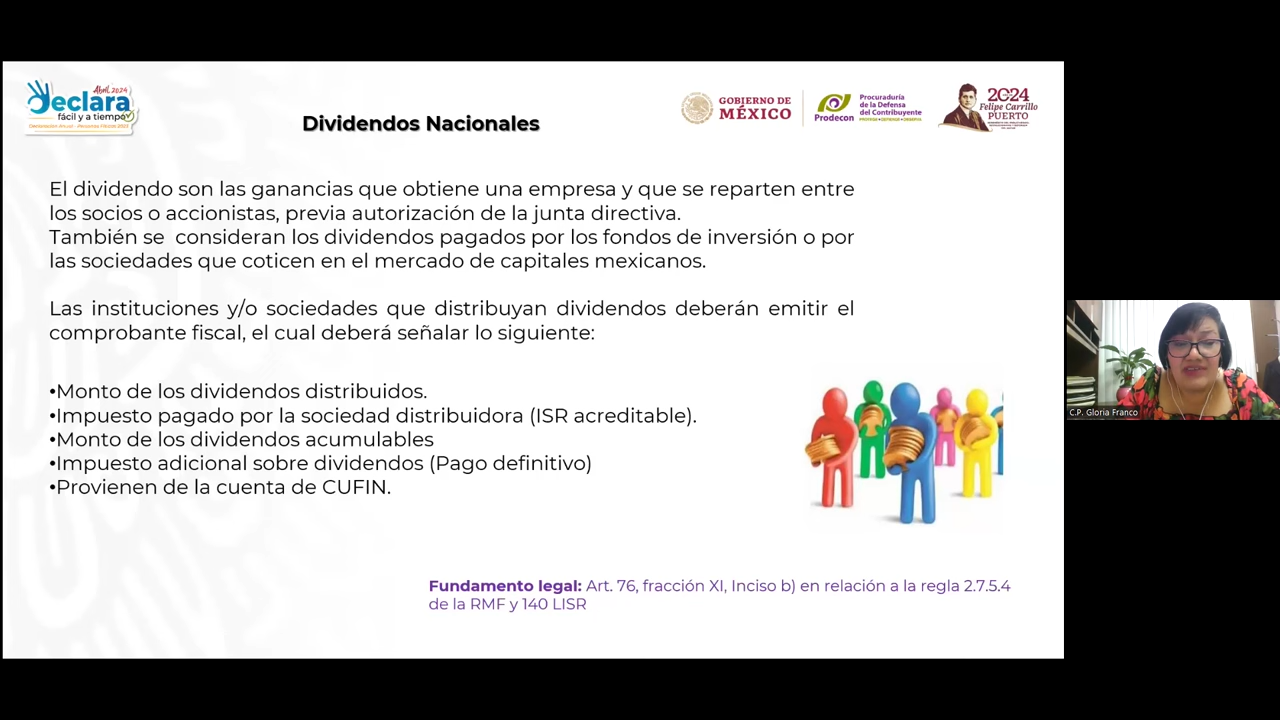 Abril 2024
Declara
fácil y a tiempo
Declaración Anual - Personas Físicas 2023
Dividendos Nacionales
GOBIERNO DE
MÉXICO
Prodecon
Procuraduría
de la Defensa
del Contribuyente
2024
Felipe Carrillo
PUERTO
El dividendo son las ganancias que obtiene una empresa y que se reparten entre
los socios o accionistas, previa autorización de la junta directiva.
También se consideran los dividendos pagados por los fondos de inversión o por
las sociedades que coticen en el mercado de capitales mexicanos.
Las instituciones y/o sociedades que distribuyan dividendos deberán emitir el
comprobante fiscal, el cual deberá señalar lo siguiente:
•Monto de los dividendos distribuidos.
•Impuesto pagado por la sociedad distribuidora (ISR acreditable).
•Monto de los dividendos acumulables
•Impuesto adicional sobre dividendos (Pago definitivo)
•Provienen de la cuenta de CUFIN.
Fundamento legal: Art. 76, fracción XI, Inciso b) en relación a la regla 2.7.5.4
de la RMF y 140 LISR
C.P. Gloria Franco